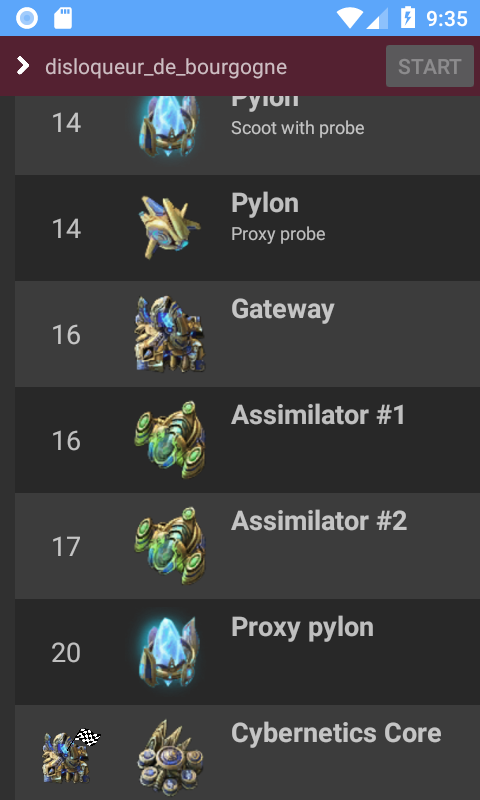 9:35
disloqueur_de_bourgogne
START
14
Pylon
Scoot with probe
14
Pylon
Proxy probe
16
Gateway
16
Assimilator #1
17
Assimilator #2
20
Proxy pylon
Cybernetics Core